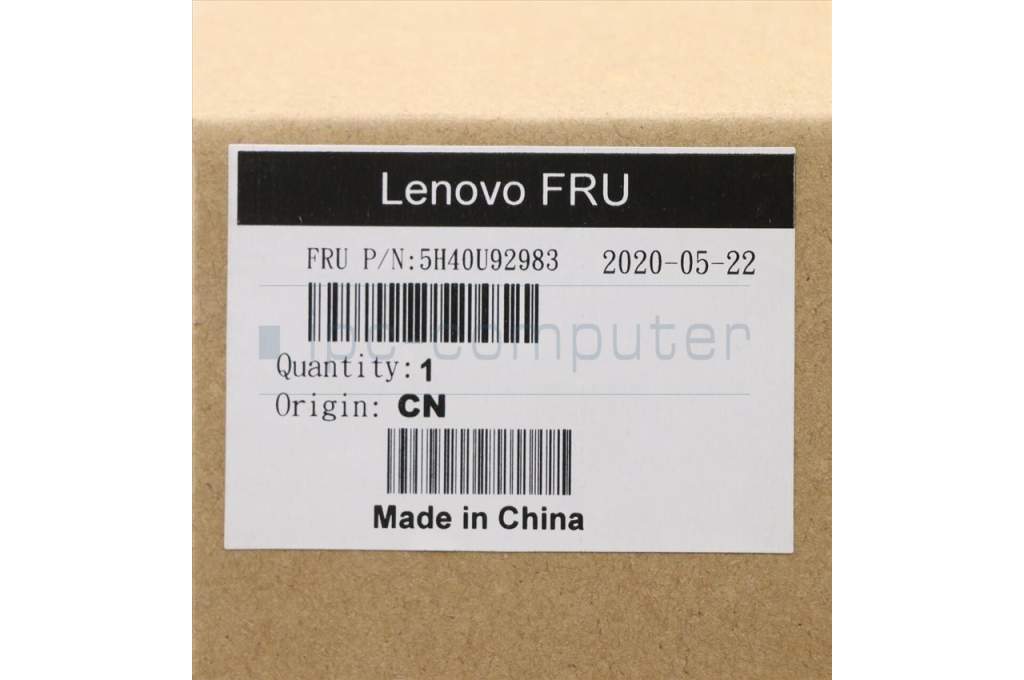 Lenovo FRU
FRU P/N:5H40U92983 2020-05-22
ipc-computer
Quantity:1
Origin: CN
Made in China